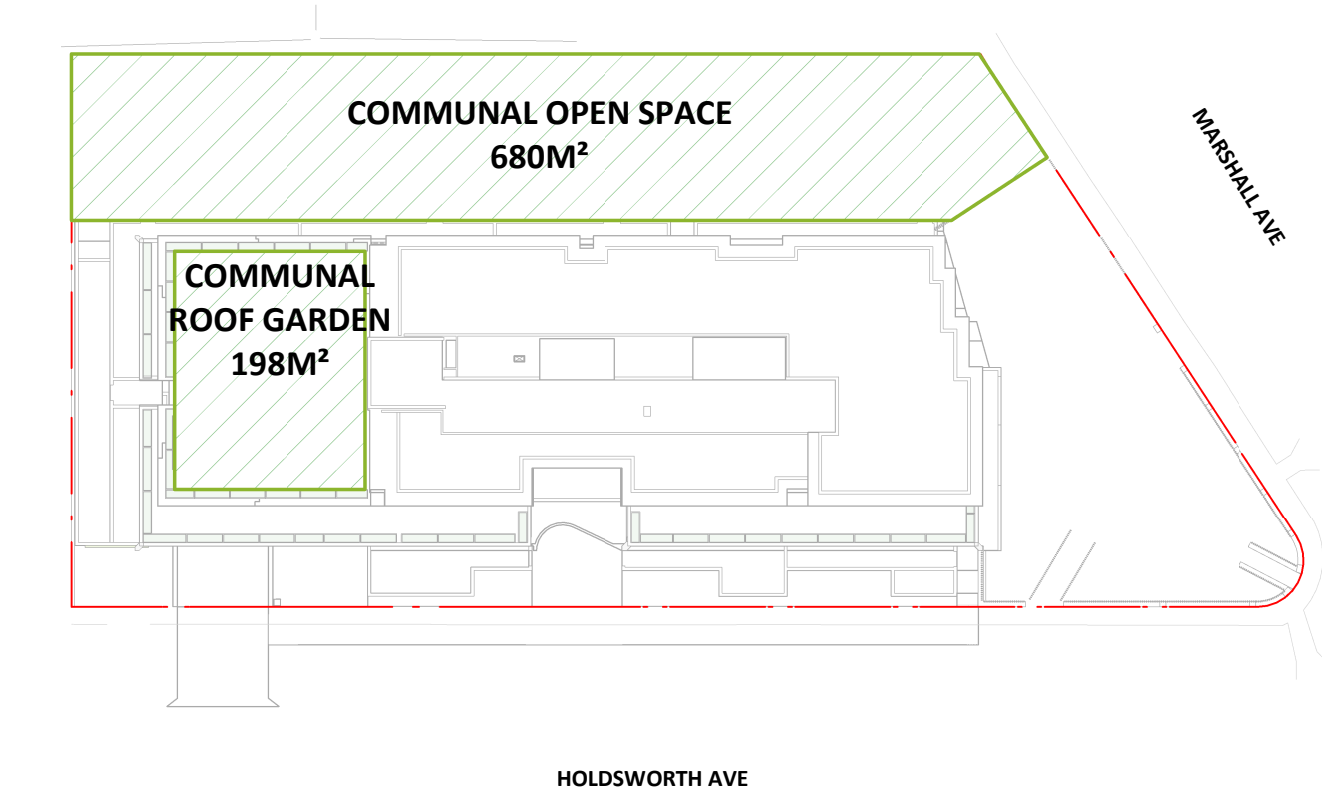 COMMUNAL OPEN SPACE
680M²
MARSHALL AVE
COMMUNAL
ROOF GARDEN
198M²
HOLDSWORTH AVE